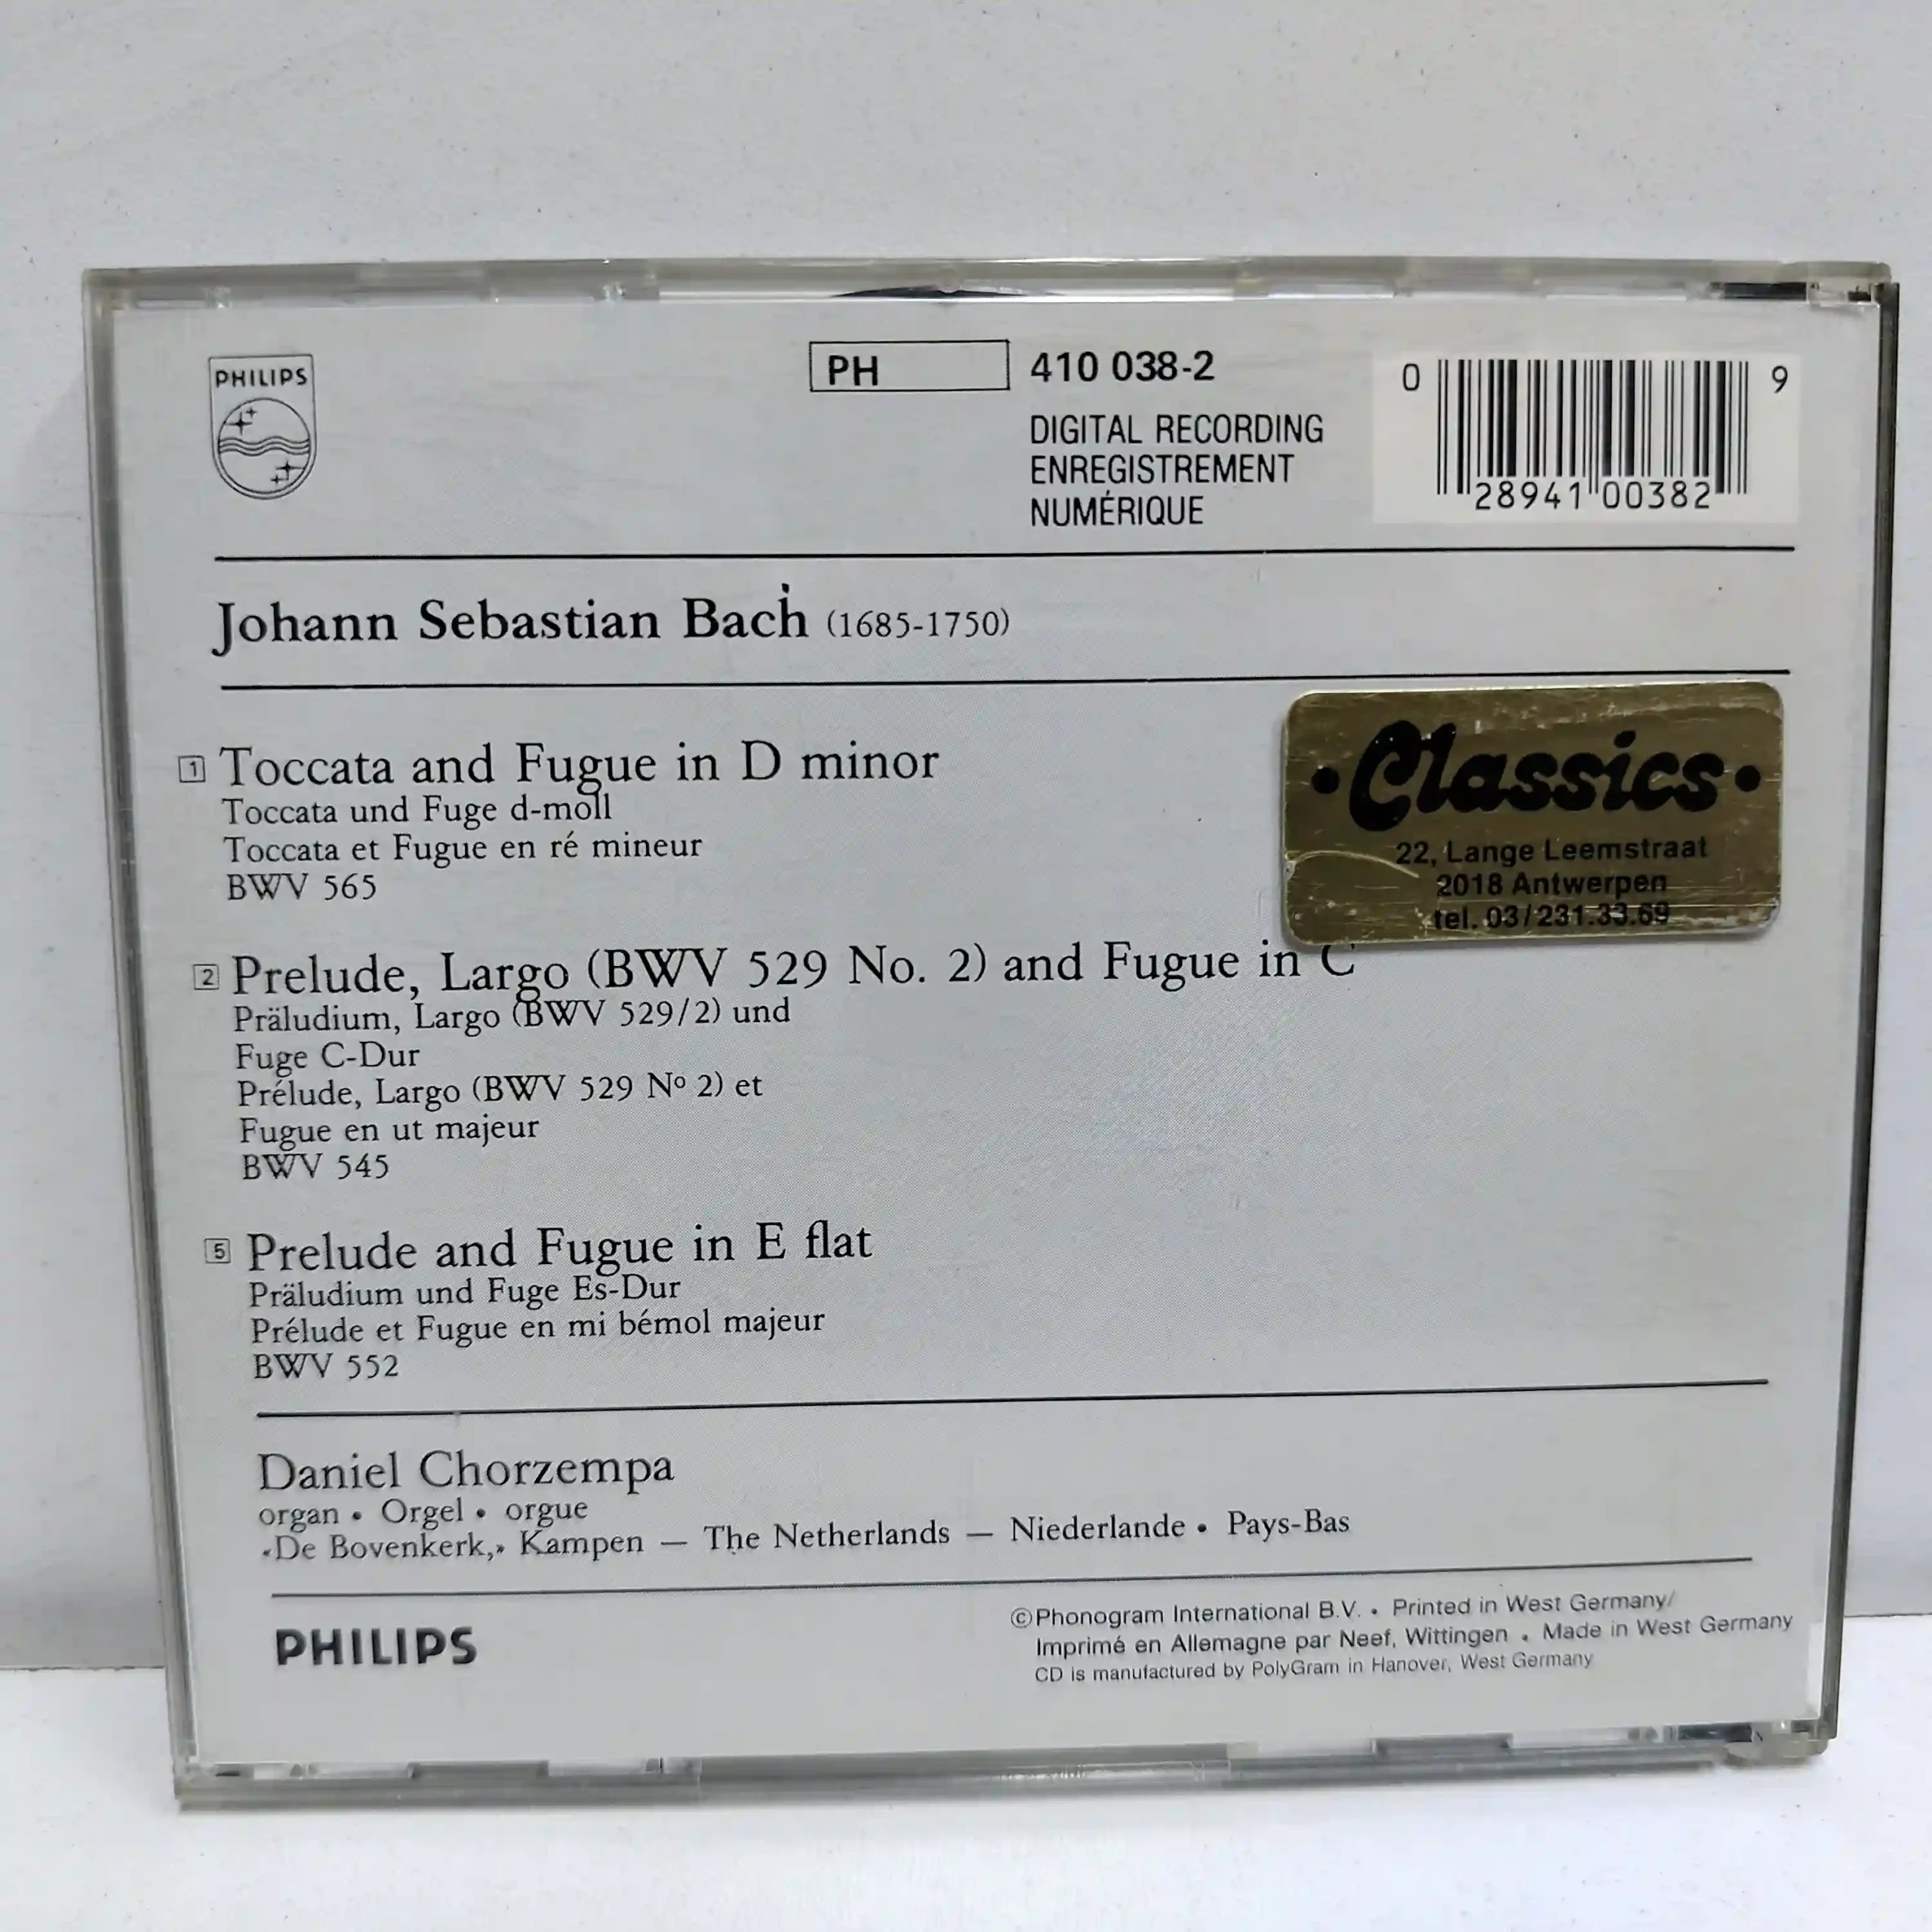 PHILIPS
PH 410 038-2
DIGITAL RECORDING
ENREGISTREMENT
NUMÉRIQUE
0 28941 00382 9
Johann Sebastian Bach (1685-1750)
1 Toccata and Fugue in D minor
Toccata und Fuge d-moll
Toccata et Fugue en ré mineur
BWV 565
•Classics•
22, Lange Leemstraat
2018 Antwerpen
tel. 03/231.33.69
2 Prelude, Largo (BWV 529 No. 2) and Fugue in C
Präludium, Largo (BWV 529/2) und
Fuge C-Dur
Prélude, Largo (BWV 529 Nº 2) et
Fugue en ut majeur
BWV 545
5 Prelude and Fugue in E flat
Präludium und Fuge Es-Dur
Prélude et Fugue en mi bémol majeur
BWV 552
Daniel Chorzempa
organ • Orgel • orgue
«De Bovenkerk,» Kampen — The Netherlands — Niederlande • Pays-Bas
PHILIPS
©Phonogram International B.V. • Printed in West Germany/
Imprimé en Allemagne par Neef, Wittingen • Made in West Germany
CD is manufactured by PolyGram in Hanover, West Germany